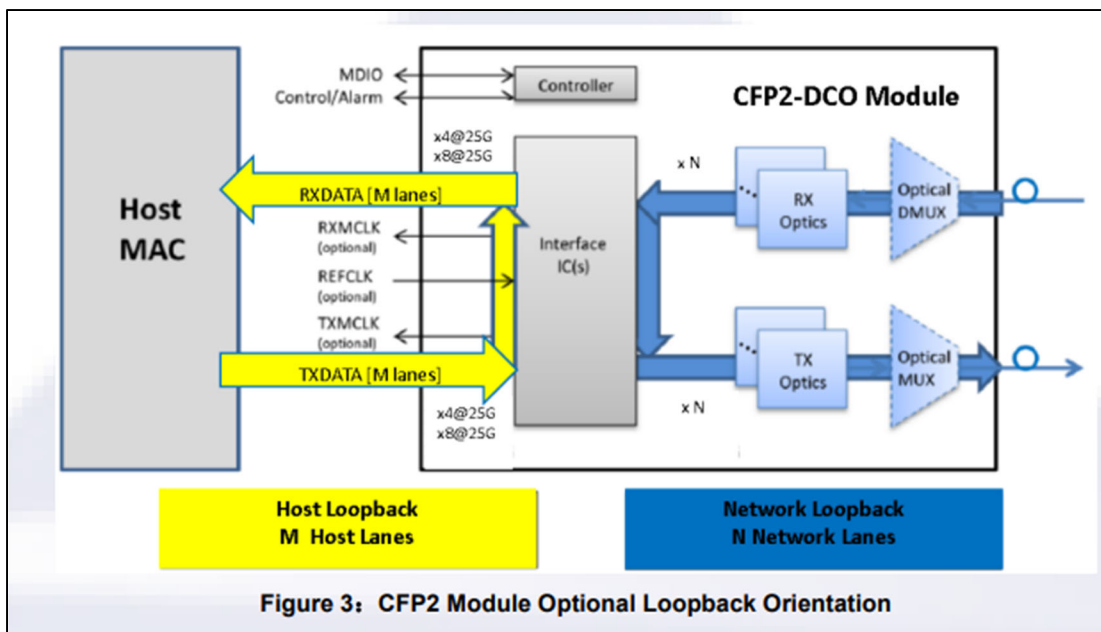 MDIO
Control/Alarm
Controller
CFP2-DCO Module
x4@25G
x8@25G
x N
Host
MAC
RXDATA [M lanes]
RXMCLK
(optional)
REFCLK
(optional)
TXMCLK
(optional)
TXDATA [M lanes]
x4@25G
x8@25G
Interface
IC(s)
RX
Optics
Optical
DMUX
TX
Optics
Optical
MUX
x N
Host Loopback
M Host Lanes
Network Loopback
N Network Lanes
Figure 3：CFP2 Module Optional Loopback Orientation